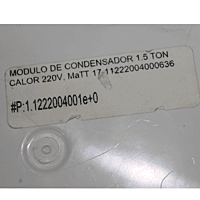 MODULO DE CONDENSADOR 1.5 TON
CALOR 220V, MaTT 17.11222004000636
#P:1.1222004001e+0